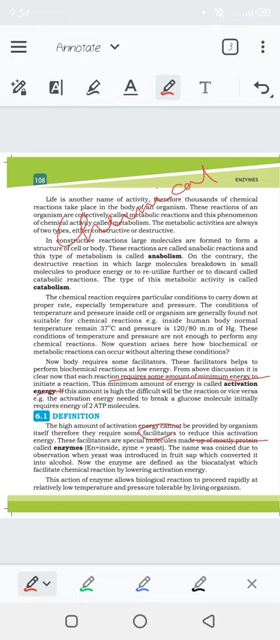 9:54
Annotate
3
108
ENZYMES
Life is another name of activity, therefore thousands of chemical
reactions take place in the body of an organism. These reactions of an
organism are collectively called metabolic reactions and this phenomenon
of chemical activity called metabolism. The metabolic activities are always
of two types, either constructive or destructive.
In constructive reactions large molecules are formed to form a
structure of cell or body. These reactions are called anabolic reactions and
this type of metabolism is called anabolism. On the contrary, the
destructive reaction in which large molecules breakdown in small
molecules to produce energy or to re-utilize further or to discard called
catabolic reactions. The type of this metabolic activity is called
catabolism.
The chemical reaction requires particular conditions to carry down at
proper rate, especially temperature and pressure. The conditions of
temperature and pressure inside cell or organism are generally found not
suitable for chemical reactions e.g. inside human body normal
temperature remain 37°C and pressure is 120/80 m.m of Hg. These
conditions of temperature and pressure are not enough to perform any
chemical reactions. Now question arises here how biochemical or
metabolic reactions can occur without altering these conditions?
Now body requires some facilitators. These facilitators helps to
perform biochemical reactions at low energy. From above discussion it is
clear now that each reaction requires some amount of minimum energy to
initiate a reaction. This minimum amount of energy is called activation
energy. If this amount is high the difficult will be the reaction or vice versa
e.g. the activation energy needed to break a glucose molecule initially
requires energy of 2 ATP molecules.
6.1 DEFINITION
The high amount of activation energy cannot be provided by organism
itself therefore they require some facilitators to reduce this activation
energy. These facilitators are special molecules made up of mostly protein
called enzymes (En=inside, zyme = yeast). The name was coined due to
observation when yeast was introduced in fruit sap which converted it
into alcohol. Now the enzyme are defined as the biocatalyst which
facilitate chemical reaction by lowering activation energy.
This action of enzyme allows biological reaction to proceed rapidly at
relatively low temperature and pressure tolerable by living organism.